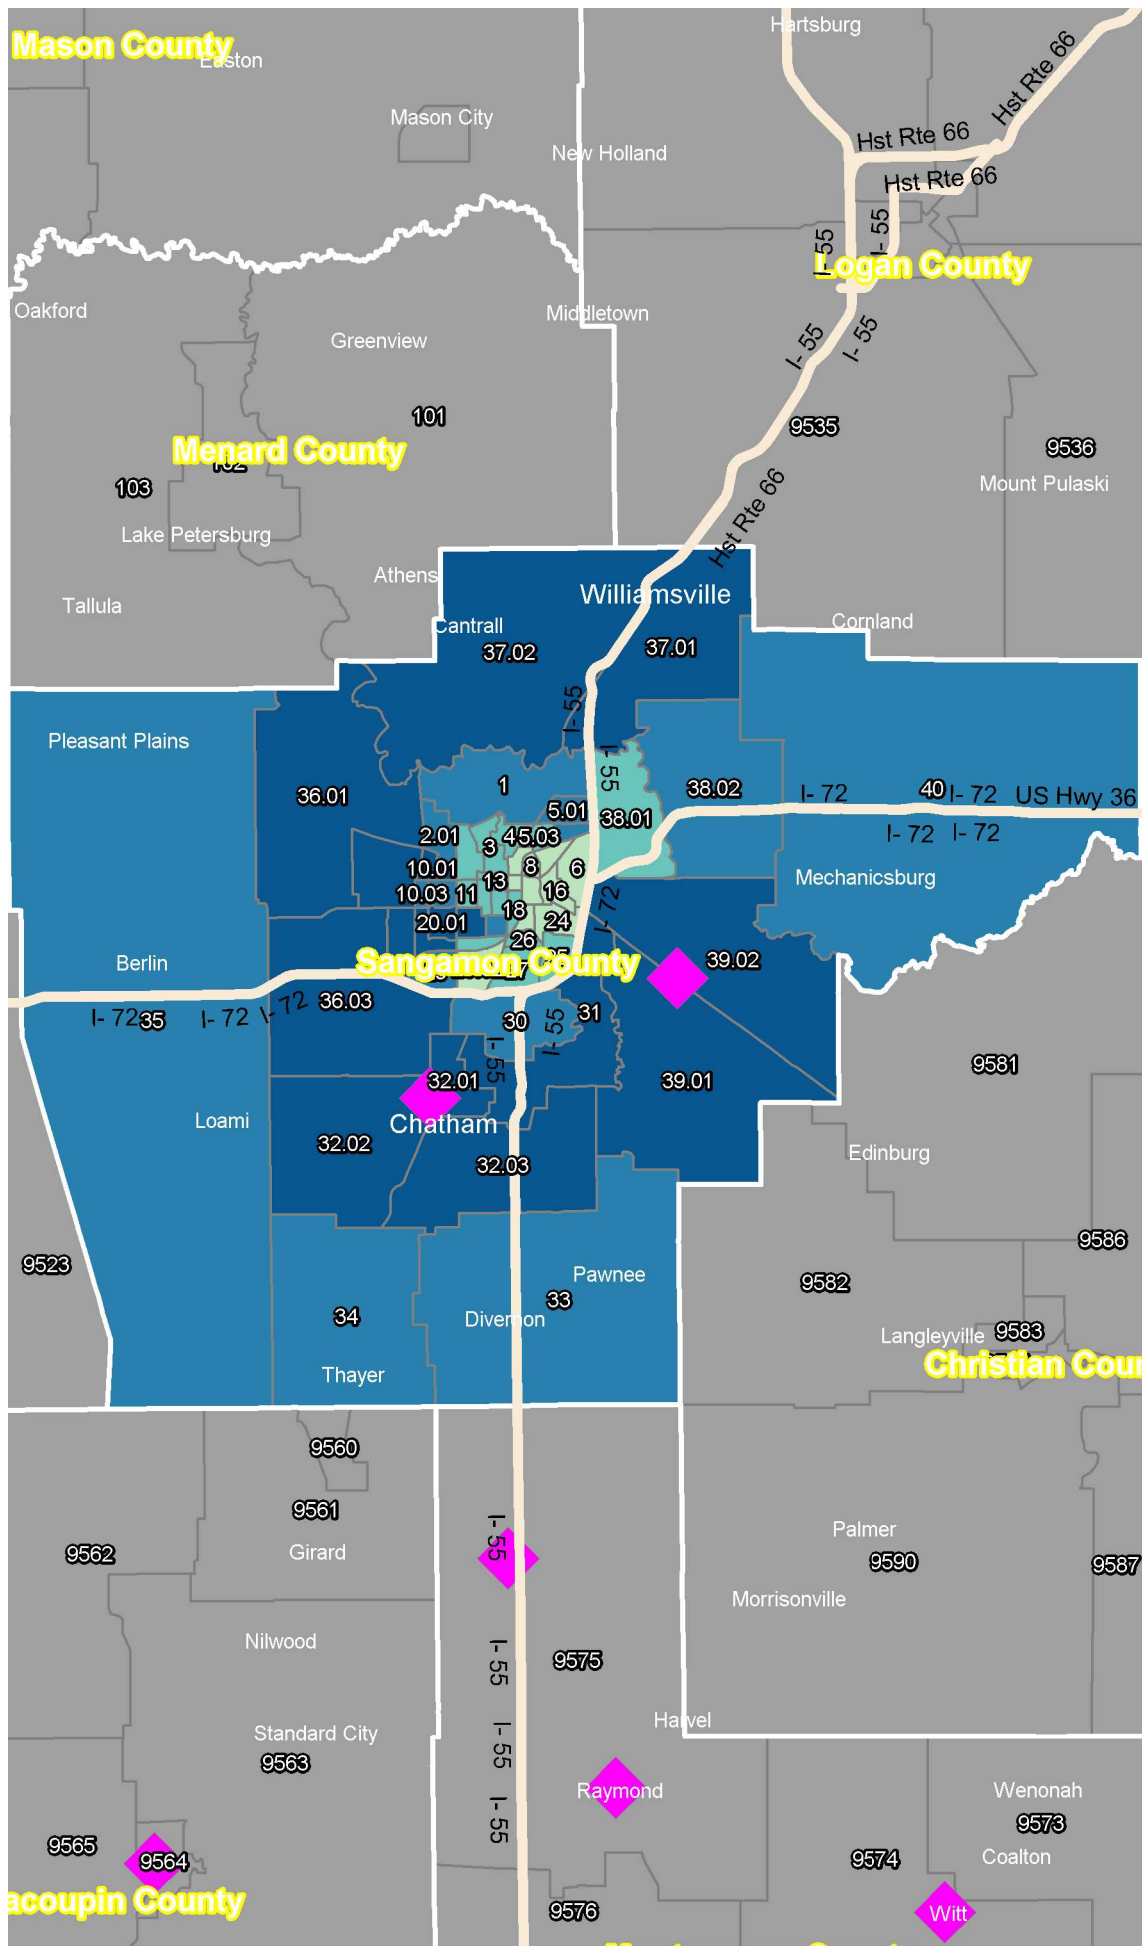 Hartsburg
Mason County
Easton
Hst Rte 66
Mason City
Hst Rte 66
New Holland
Hst Rte 66
I- 55
I- 55
Logan County
Oakford
Middletown
Greenview
I- 55
I- 55
101
9535
Menard County
102
9536
103
Mount Pulaski
Hst Rte 66
Lake Petersburg
Athens
Williamsville
Tallula
Cantrall
Cornland
37.02
37.01
I- 55
Pleasant Plains
I- 55
1
36.01
38.02
I- 72
40
I- 72
US Hwy 36
5.01
38.01
2.01
4
5.03
I- 72
I- 72
3
10.01
8
6
13
Mechanicsburg
10.03
11
16
I- 72
18
20.01
24
26
Berlin
Sangamon County
39.02
36.03
I- 72
35
I- 72
I- 72
30
I- 55
31
I- 55
9581
32.01
39.01
Loami
Chatham
32.02
Edinburg
32.03
9586
9523
Pawnee
9582
33
34
Divernon
9583
Langleyville
Christian Coun
Thayer
9560
9561
I- 55
Palmer
9562
Girard
9590
9587
Morrisonville
Nilwood
I- 55
9575
Harvel
Standard City
I- 55
9563
Raymond
Wenonah
I- 55
9573
9565
9564
9574
Coalton
acoupin County
9576
Witt